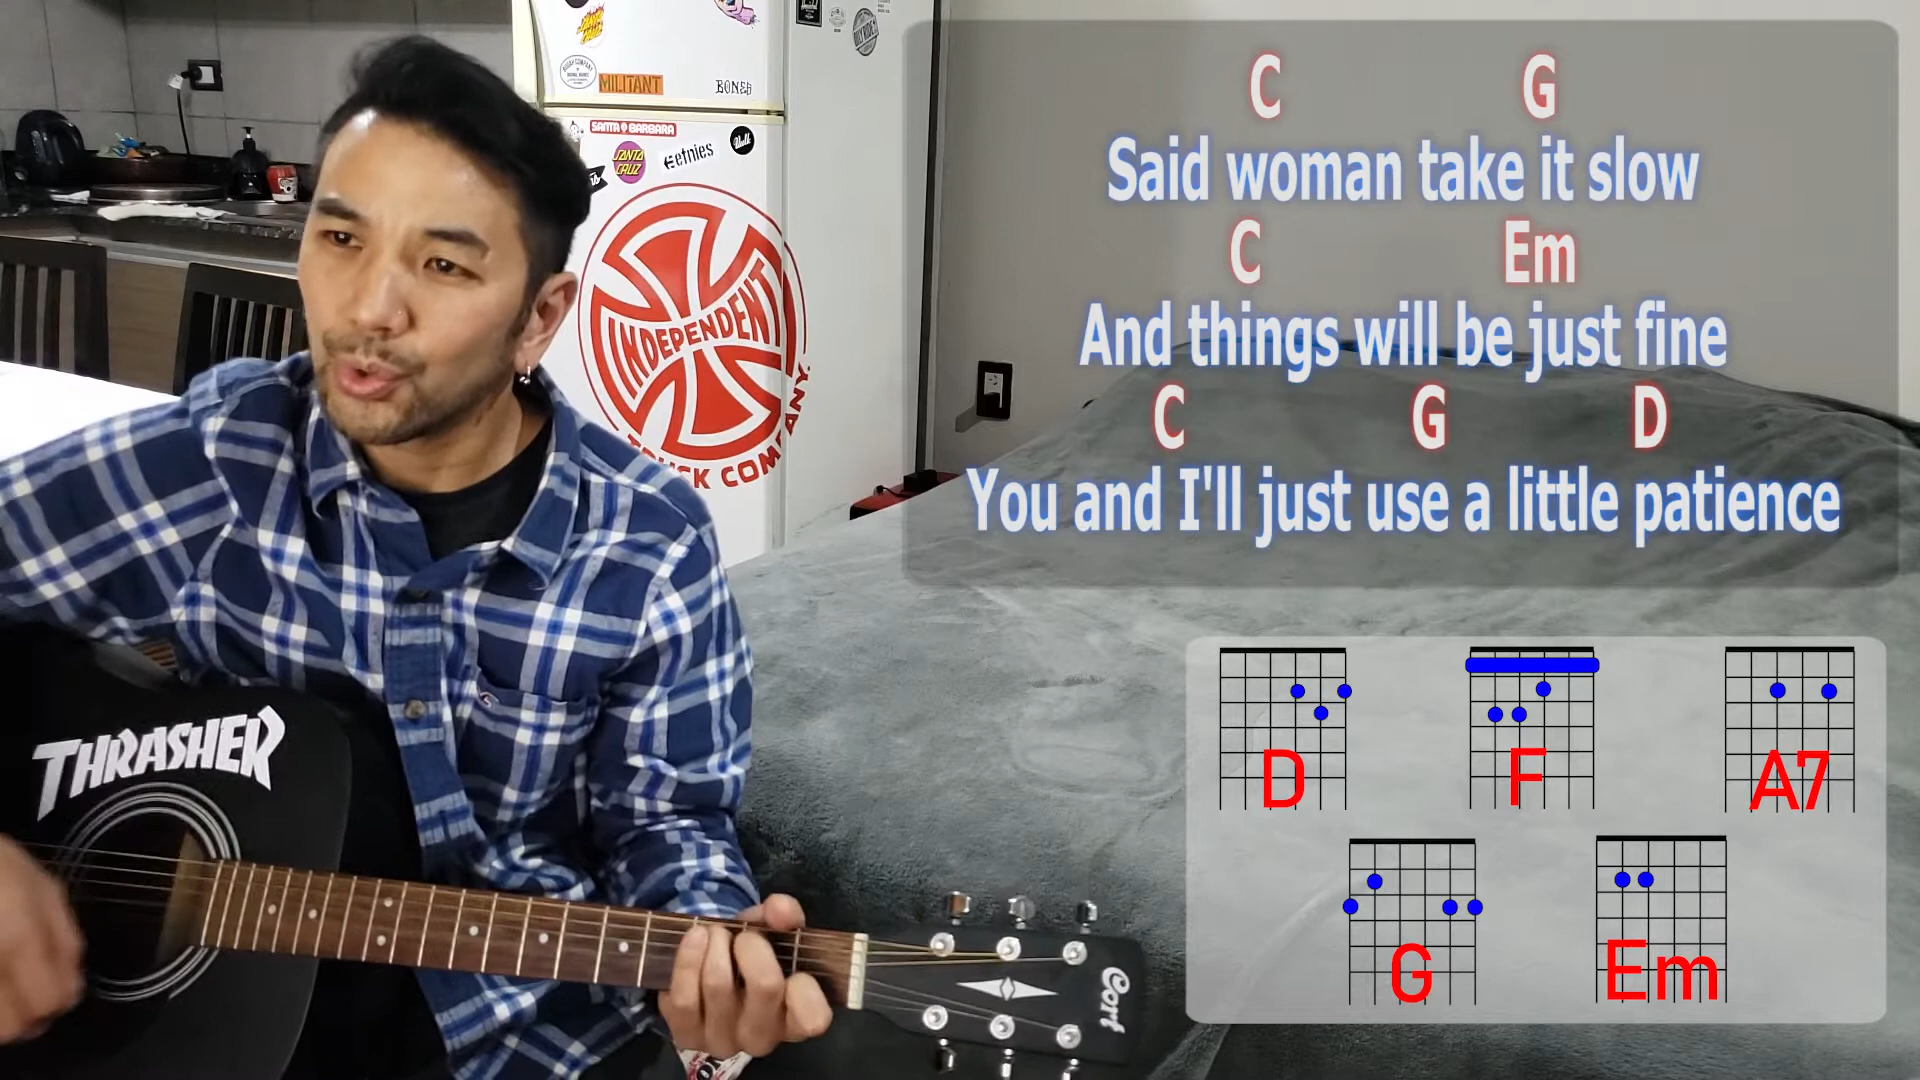 MILITANT
BONES
SANTA BARBARA
SANTA
CRUZ
etnies
INDEPENDENT
TRUCK COMPANY.
THRASHER
Cort
C G
Said woman take it slow
C Em
And things will be just fine
C G D
You and I'll just use a little patience
D F A7
G Em